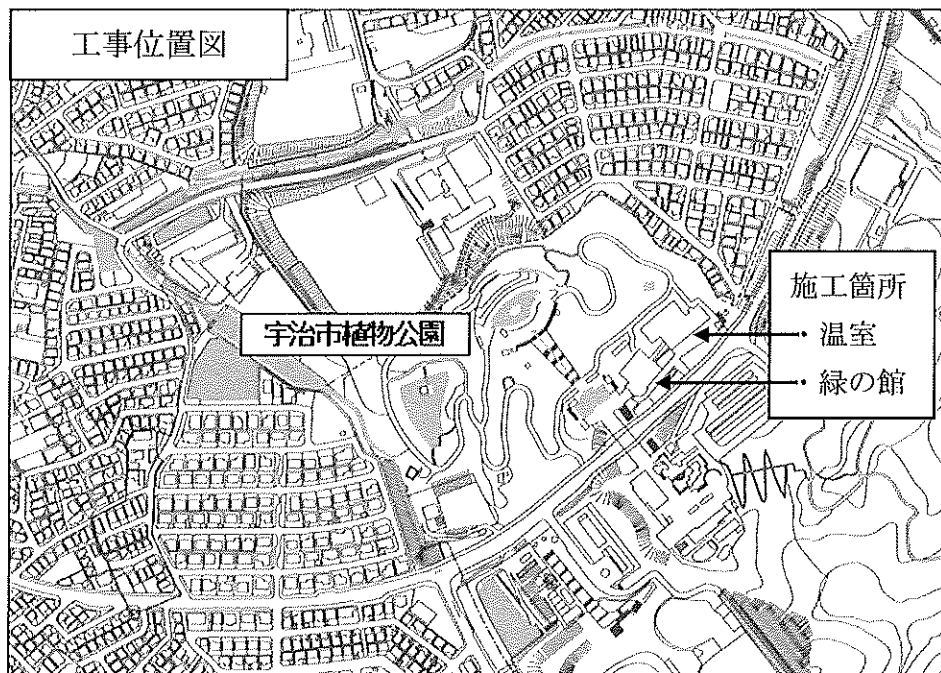 工事位置図
宇治市植物公園
施工箇所
・温室
・緑の館